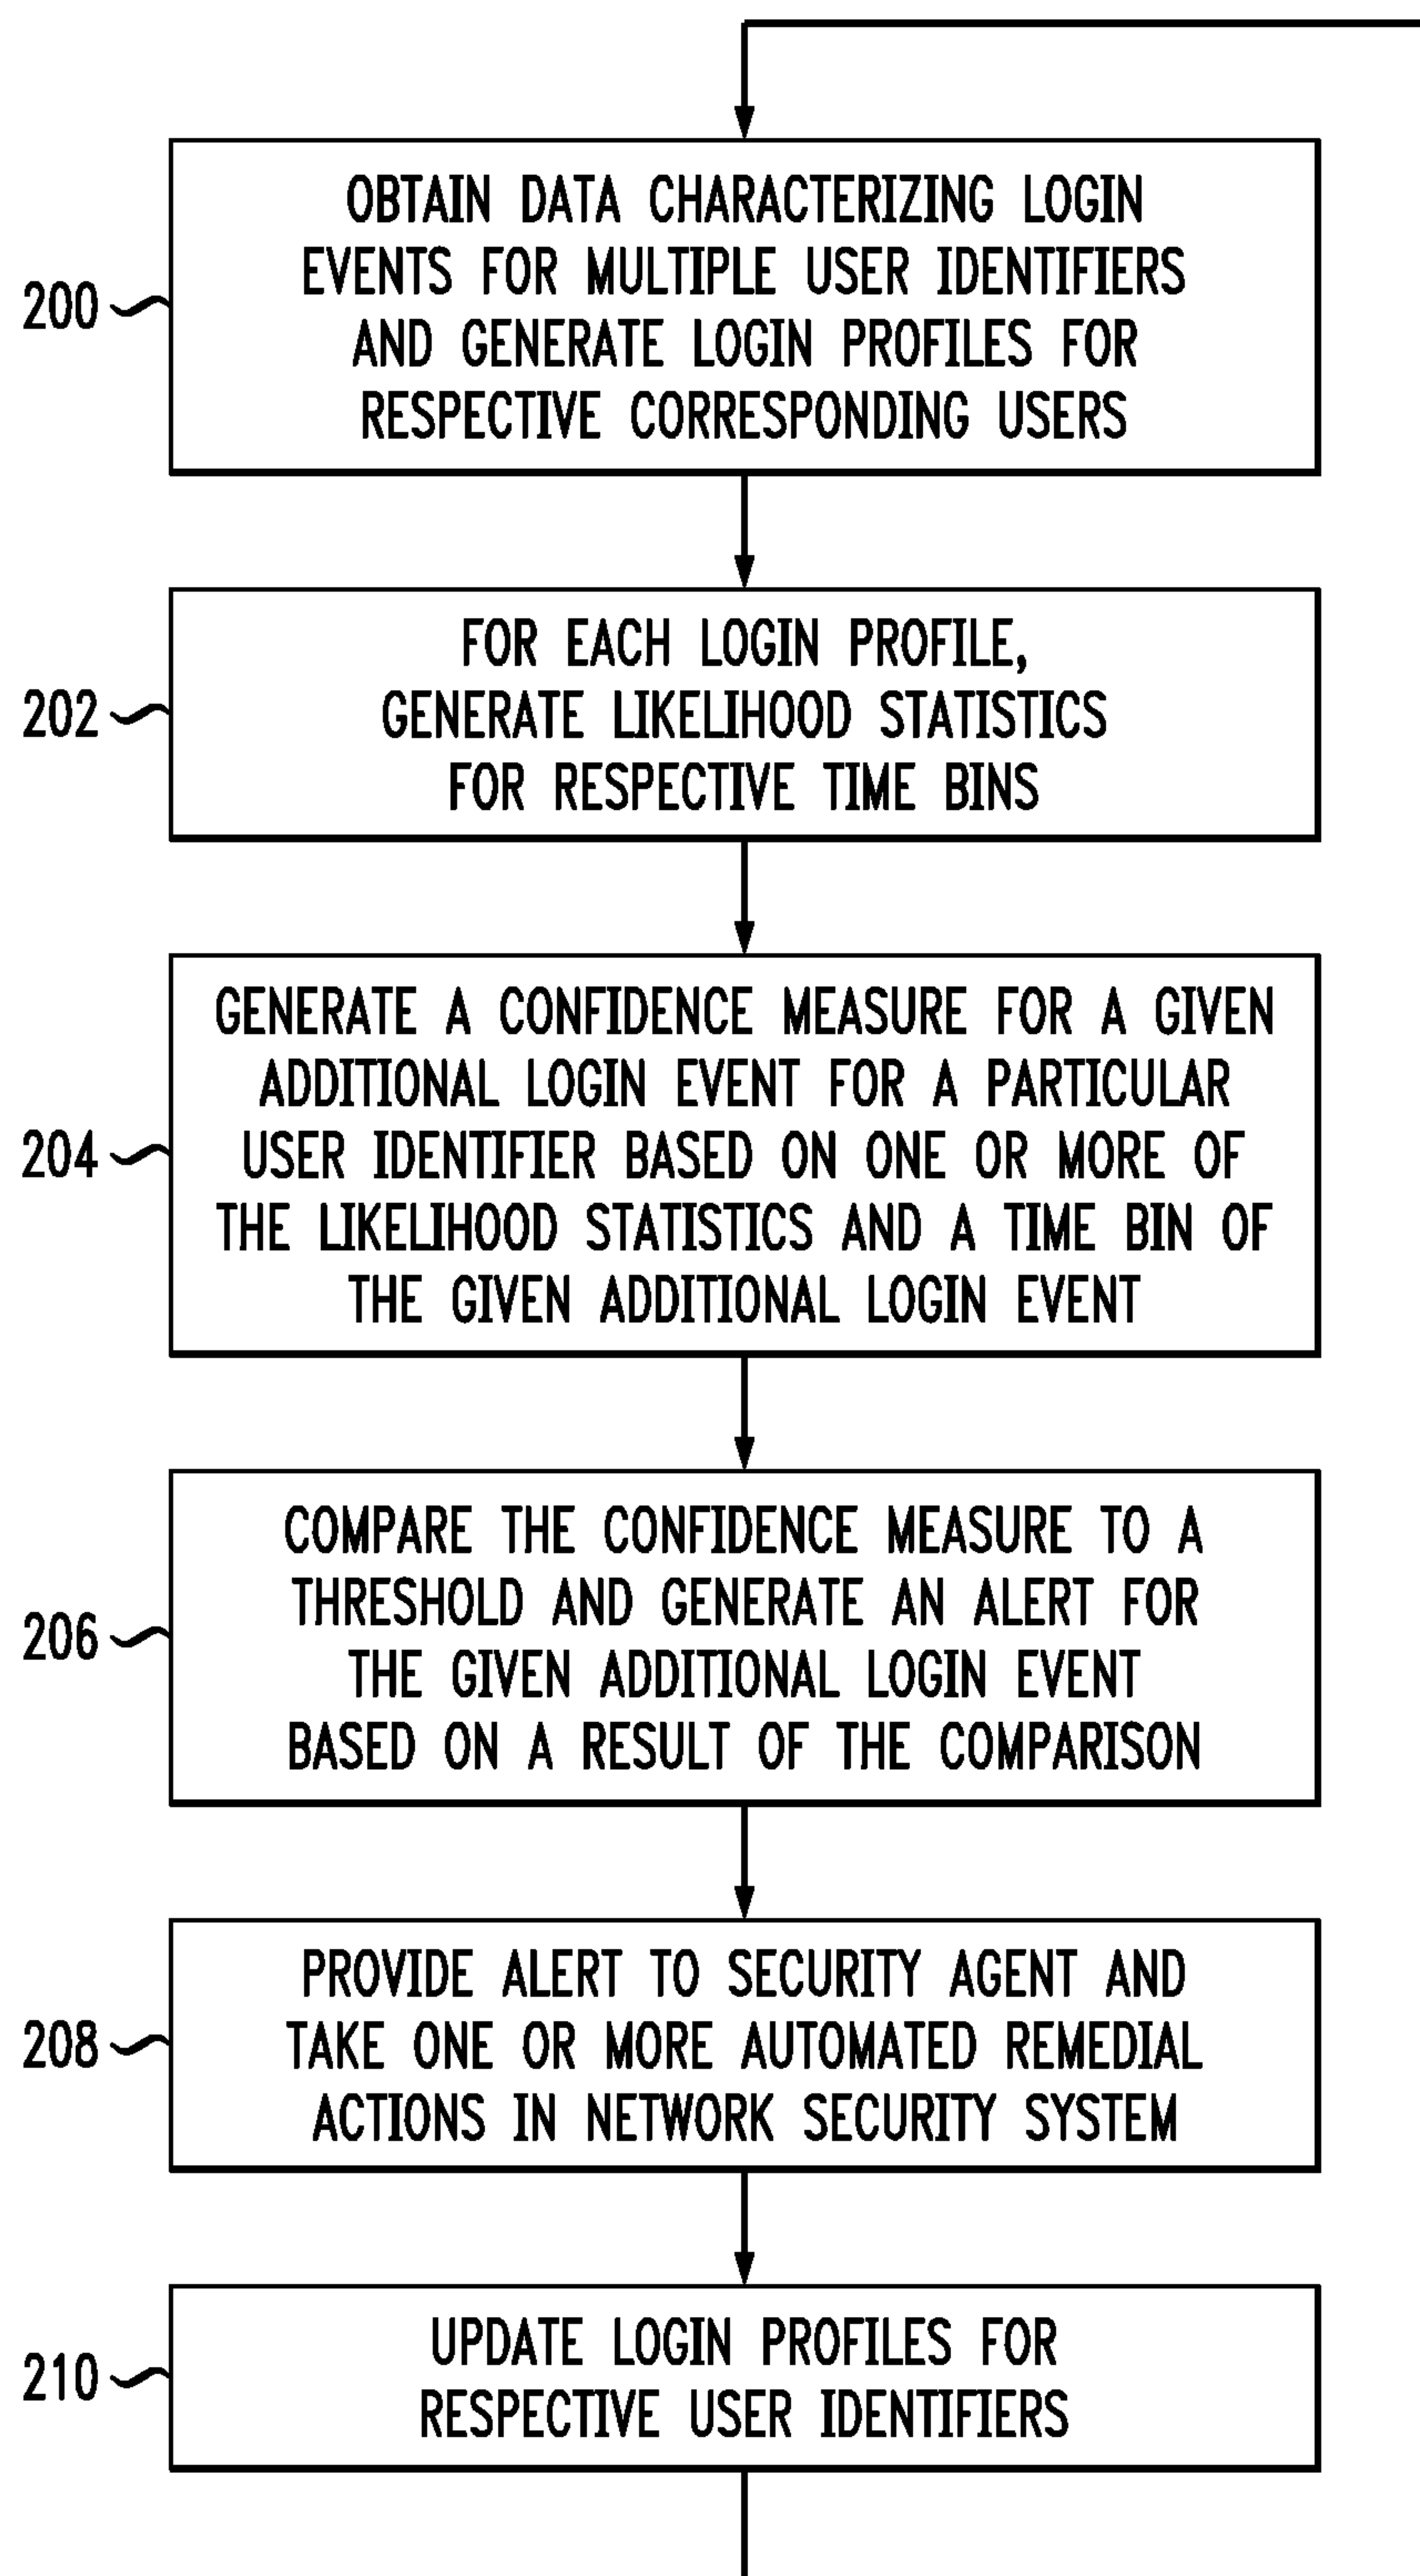 OBTAIN DATA CHARACTERIZING LOGIN
EVENTS FOR MULTIPLE USER IDENTIFIERS
AND GENERATE LOGIN PROFILES FOR
RESPECTIVE CORRESPONDING USERS
200
FOR EACH LOGIN PROFILE,
GENERATE LIKELIHOOD STATISTICS
FOR RESPECTIVE TIME BINS
202
GENERATE A CONFIDENCE MEASURE FOR A GIVEN
ADDITIONAL LOGIN EVENT FOR A PARTICULAR
USER IDENTIFIER BASED ON ONE OR MORE OF
THE LIKELIHOOD STATISTICS AND A TIME BIN OF
THE GIVEN ADDITIONAL LOGIN EVENT
204
COMPARE THE CONFIDENCE MEASURE TO A
THRESHOLD AND GENERATE AN ALERT FOR
THE GIVEN ADDITIONAL LOGIN EVENT
BASED ON A RESULT OF THE COMPARISON
206
PROVIDE ALERT TO SECURITY AGENT AND
TAKE ONE OR MORE AUTOMATED REMEDIAL
ACTIONS IN NETWORK SECURITY SYSTEM
208
UPDATE LOGIN PROFILES FOR
RESPECTIVE USER IDENTIFIERS
210